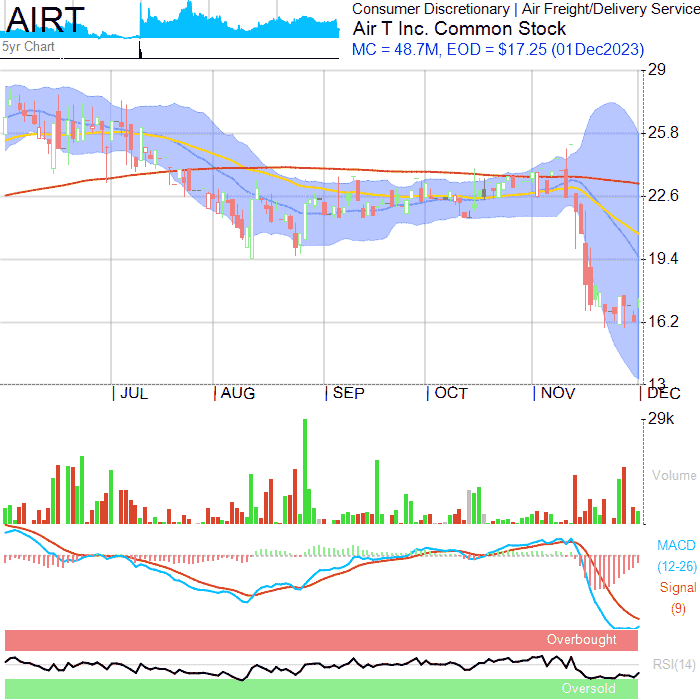 AIRT
5yr Chart
Consumer Discretionary | Air Freight/Delivery Service
Air T Inc. Common Stock
MC = 48.7M, EOD = $17.25 (01Dec2023)
29
25.8
22.6
19.4
16.2
13
JUL
AUG
SEP
OCT
NOV
DEC
29k
Volume
MACD
(12-26)
Signal
(9)
Overbought
RSI(14)
Oversold